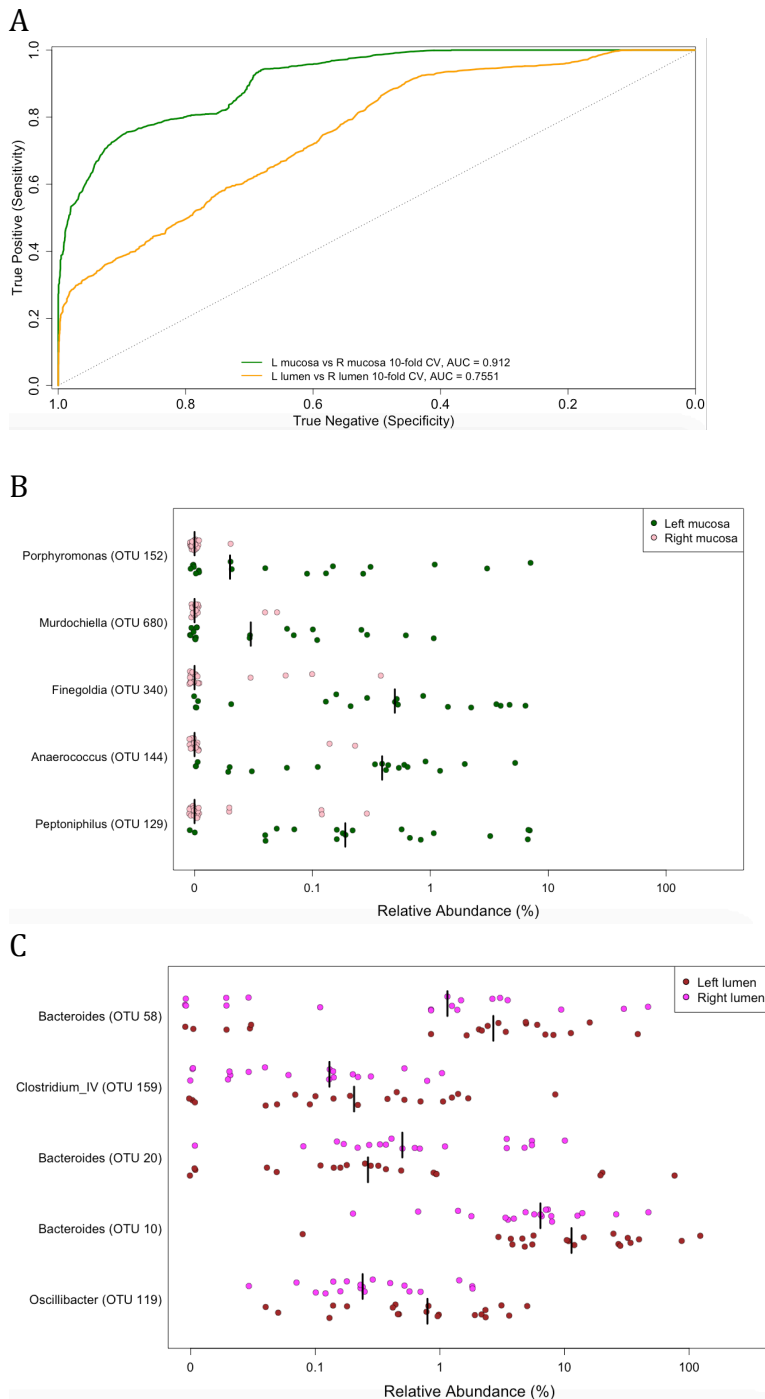 A
True Positive (Sensitivity)
0.0 0.2 0.4 0.6 0.8 1.0
L mucosa vs R mucosa 10-fold CV, AUC = 0.912
L lumen vs R lumen 10-fold CV, AUC = 0.7551
1.0 0.8 0.6 0.4 0.2 0.0
True Negative (Specificity)
B
Left mucosa
Right mucosa
Porphyromonas (OTU 152)
Murdochiella (OTU 680)
Finegoldia (OTU 340)
Anaerococcus (OTU 144)
Peptoniphilus (OTU 129)
0 0.1 1 10 100
Relative Abundance (%)
C
Left lumen
Right lumen
Bacteroides (OTU 58)
Clostridium_IV (OTU 159)
Bacteroides (OTU 20)
Bacteroides (OTU 10)
Oscillibacter (OTU 119)
0 0.1 1 10 100
Relative Abundance (%)